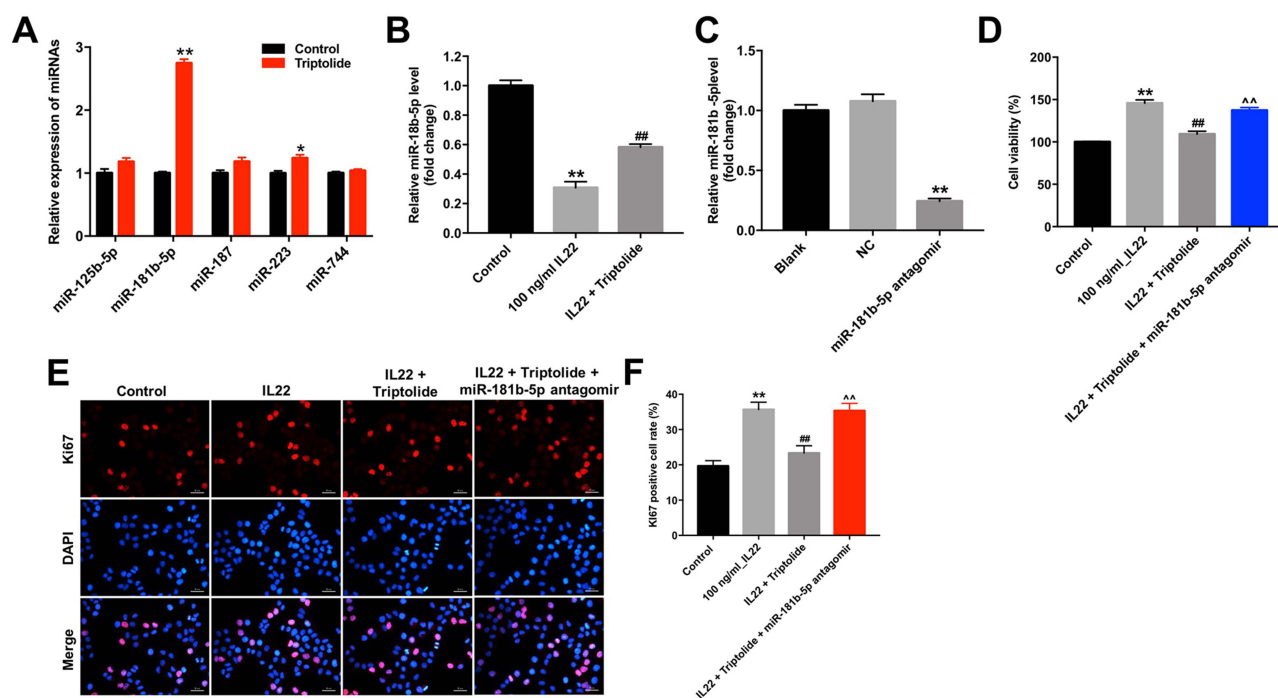 A
Relative expression of miRNAs
3
2
1
0
**
*
Control
Triptolide
miR-125b-5p
miR-181b-5p
miR-187
miR-223
miR-744
B
Relative miR-18b-5p level
(fold change)
1.2
1.0
0.8
0.6
0.4
0.2
0.0
**
##
Control
100 ng/ml IL22
IL22 + Triptolide
C
Relative miR-181b -5plevel
(fold change)
1.5
1.0
0.5
0.0
**
Blank
NC
miR-181b-5p antagomir
D
Cell viability (%)
200
150
100
50
0
**
##
^^
Control
100 ng/ml_IL22
IL22 + Triptolide
IL22 + Triptolide + miR-181b-5p antagomir
E
Control
IL22
IL22 +
Triptolide
IL22 + Triptolide +
miR-181b-5p antagomir
Ki67
DAPI
Merge
F
KI67 positive cell rate (%)
40
30
20
10
0
**
##
^^
Control
100 ng/ml_IL22
IL22 + Triptolide
IL22 + Triptolide + miR-181b-5p antagomir